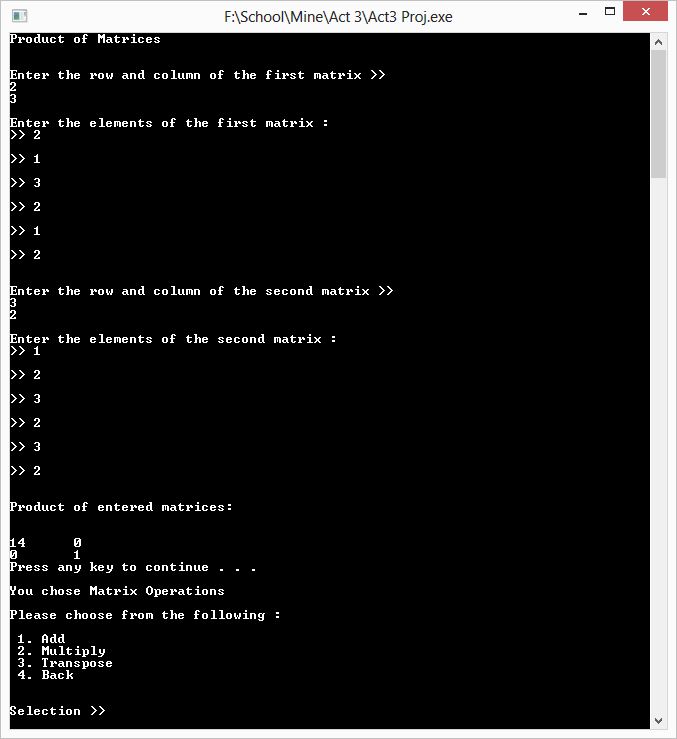 F:\School\Mine\Act 3\Act3 Proj.exe
Product of Matrices
Enter the row and column of the first matrix >>
2
3
Enter the elements of the first matrix :
>> 2
>> 1
>> 3
>> 2
>> 1
>> 2
Enter the row and column of the second matrix >>
3
2
Enter the elements of the second matrix :
>> 1
>> 2
>> 3
>> 2
>> 3
>> 2
Product of entered matrices:
14 0
0 1
Press any key to continue . . .
You chose Matrix Operations
Please choose from the following :
1. Add
2. Multiply
3. Transpose
4. Back
Selection >>